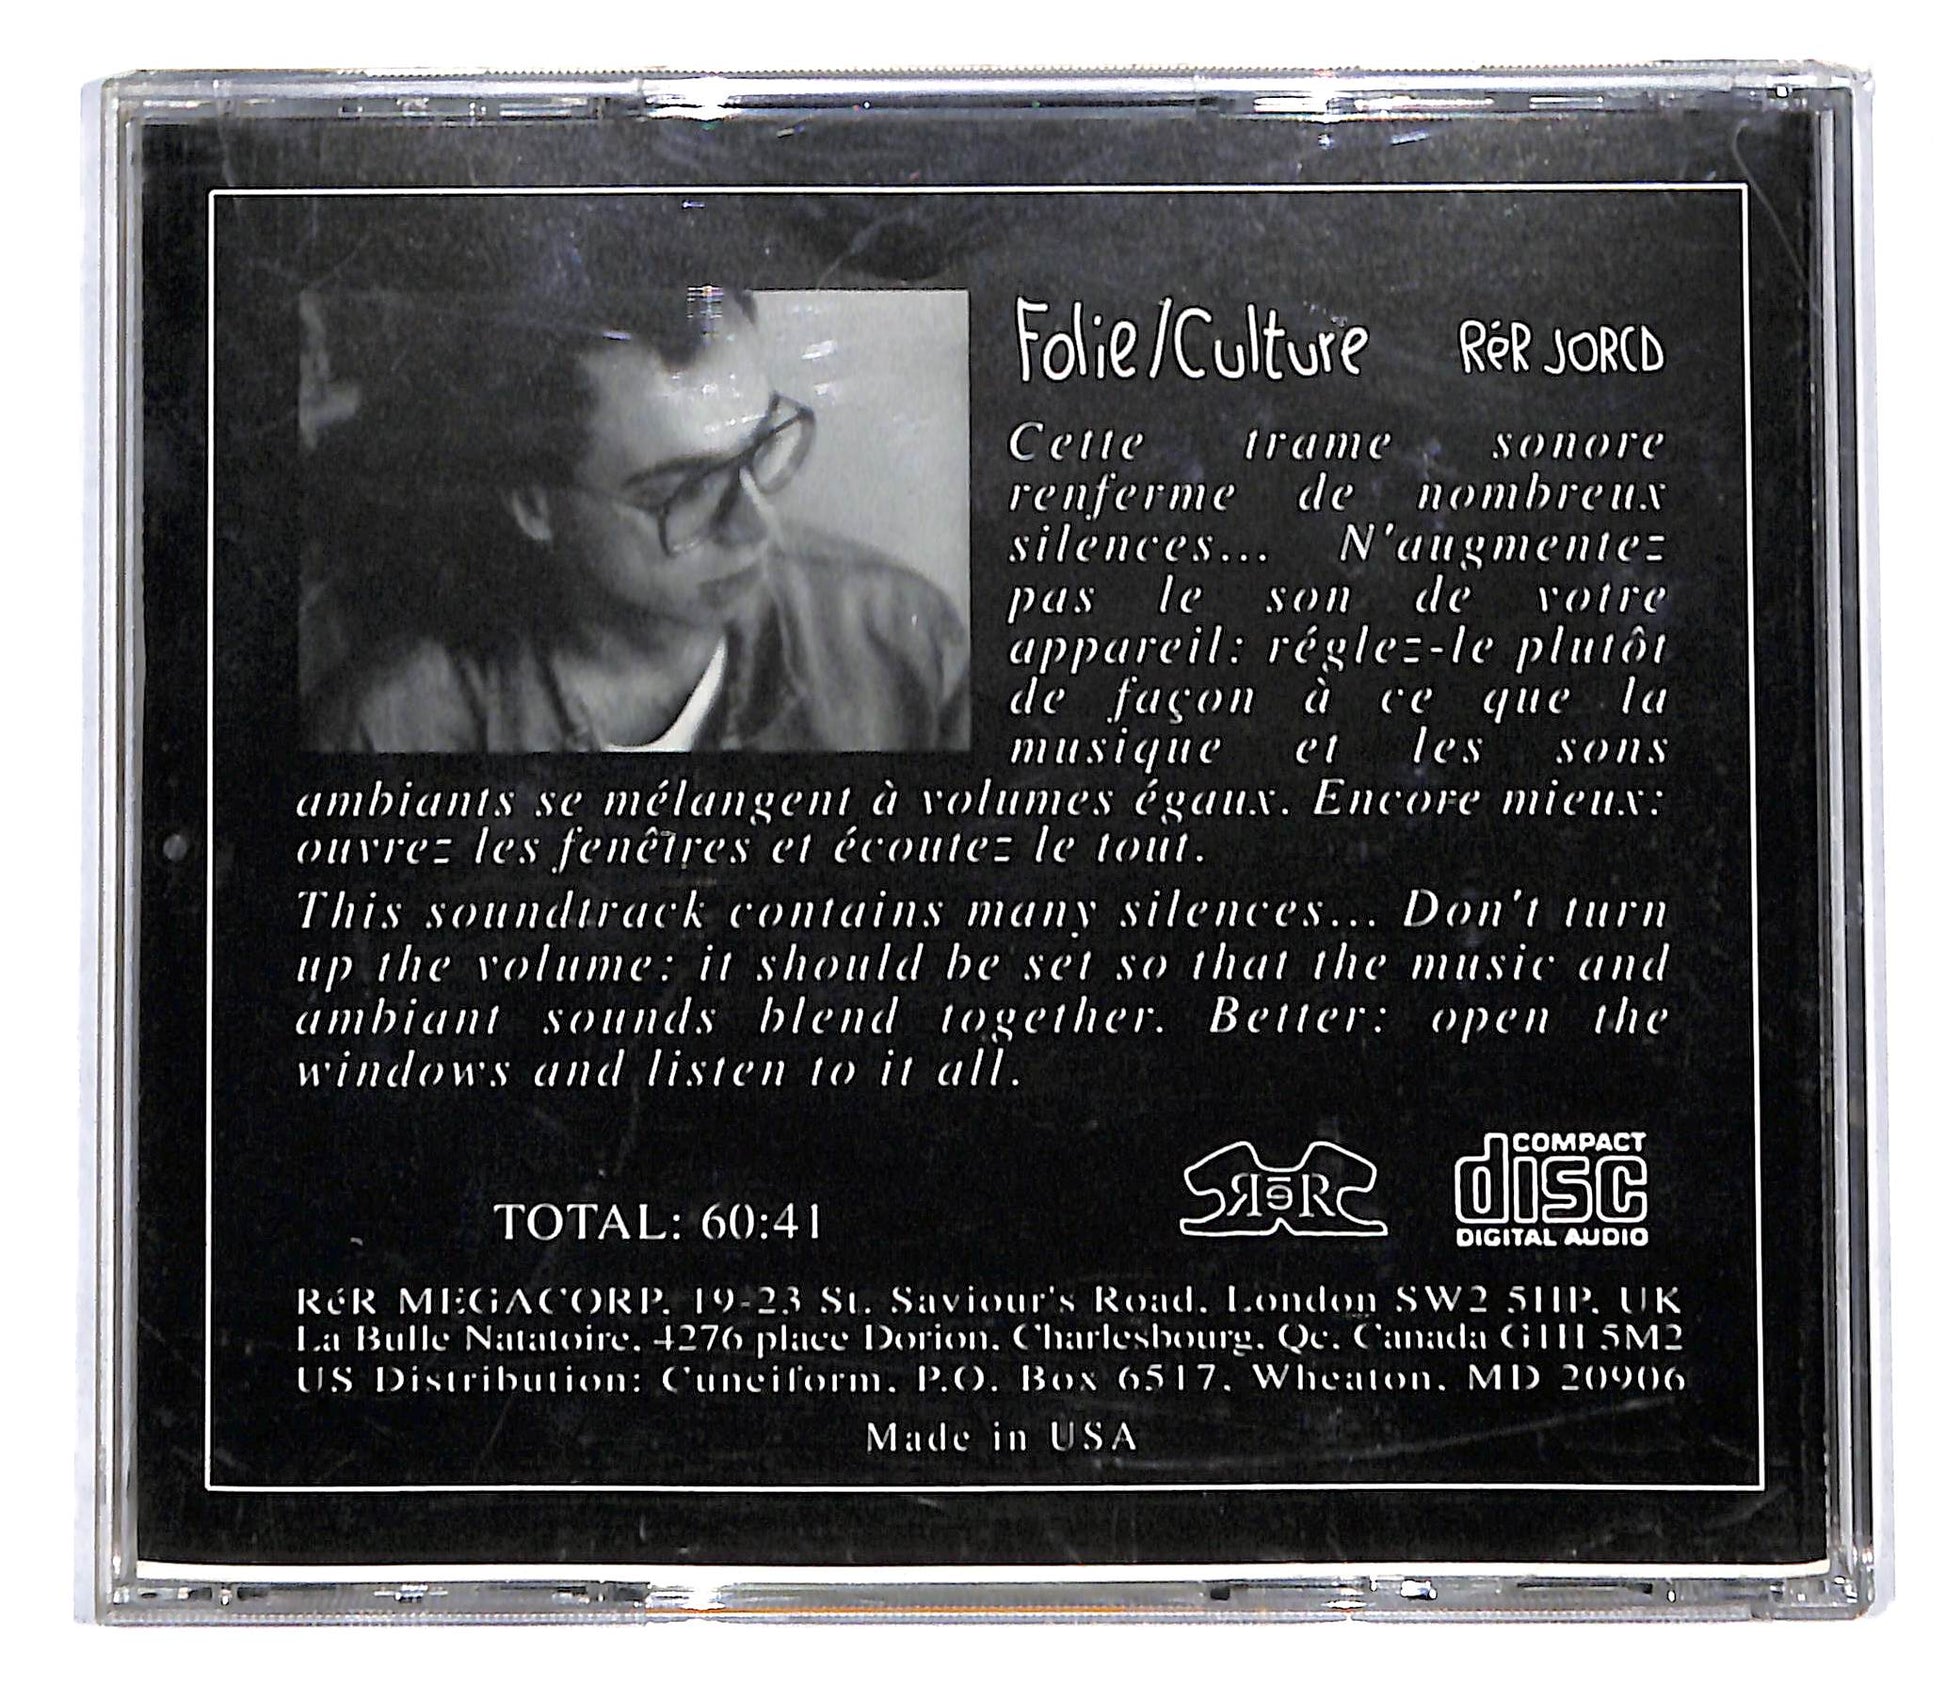 Folie/Culture RéR JORCD
Cette trame sonore
renferme de nombreux
silences... N'augmentez
pas le son de votre
appareil: réglez-le plutôt
de façon à ce que la
musique et les sons
ambiants se mélangent à volumes égaux. Encore mieux:
ouvrez les fenêtres et écoutez le tout.
This soundtrack contains many silences... Don't turn
up the volume: it should be set so that the music and
ambiant sounds blend together. Better: open the
windows and listen to it all.
TOTAL: 60:41
RēR
COMPACT
disc
DIGITAL AUDIO
RéR MEGACORP, 19-23 St. Saviour's Road, London SW2 5HP, UK
La Bulle Natatoire, 4276 place Dorion, Charlesbourg, Qc, Canada G1H 5M2
US Distribution: Cuneiform, P.O. Box 6517, Wheaton, MD 20906
Made in USA